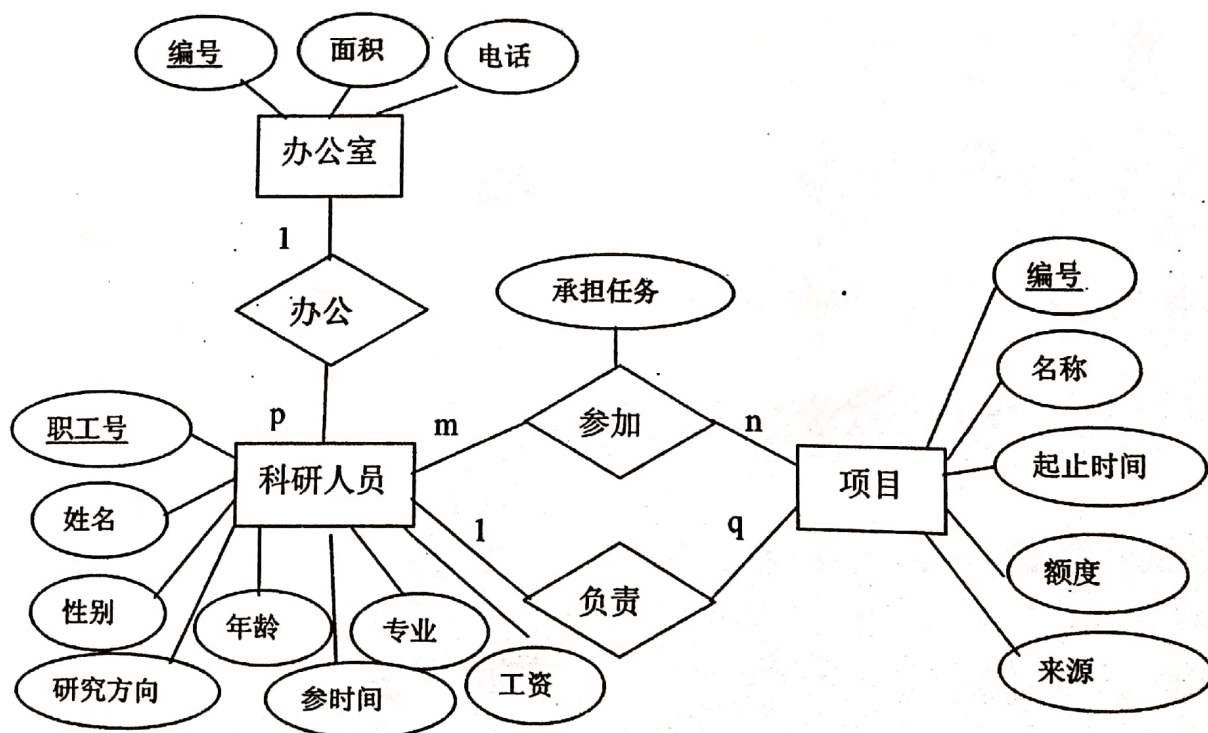 编号
面积
电话
办公室
1
办公
p
承担任务
参加
m
n
编号
名称
起止时间
额度
来源
项目
职工号
姓名
性别
研究方向
科研人员
年龄
参时间
专业
工资
1
负责
q